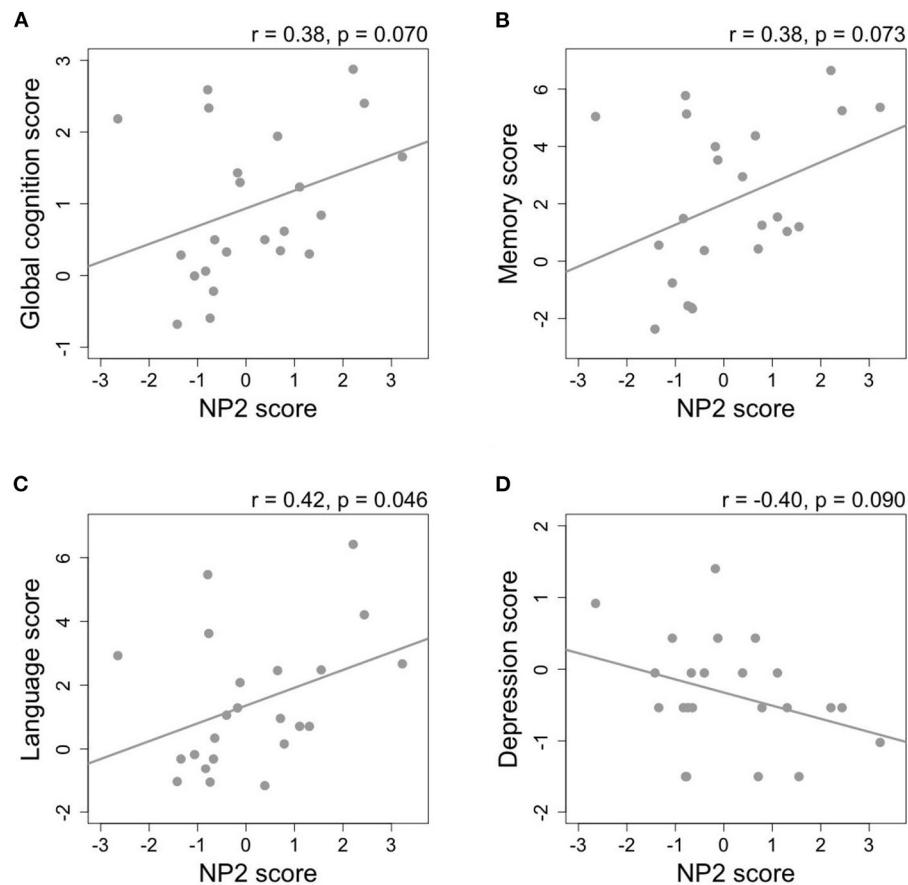 A
r = 0.38, p = 0.070
Global cognition score
3
2
1
0
-1
-3 -2 -1 0 1 2 3
NP2 score
B
r = 0.38, p = 0.073
Memory score
6
4
2
0
-2
-3 -2 -1 0 1 2 3
NP2 score
C
r = 0.42, p = 0.046
Language score
6
4
2
0
-2
-3 -2 -1 0 1 2 3
NP2 score
D
r = -0.40, p = 0.090
Depression score
2
1
0
-1
-2
-3 -2 -1 0 1 2 3
NP2 score